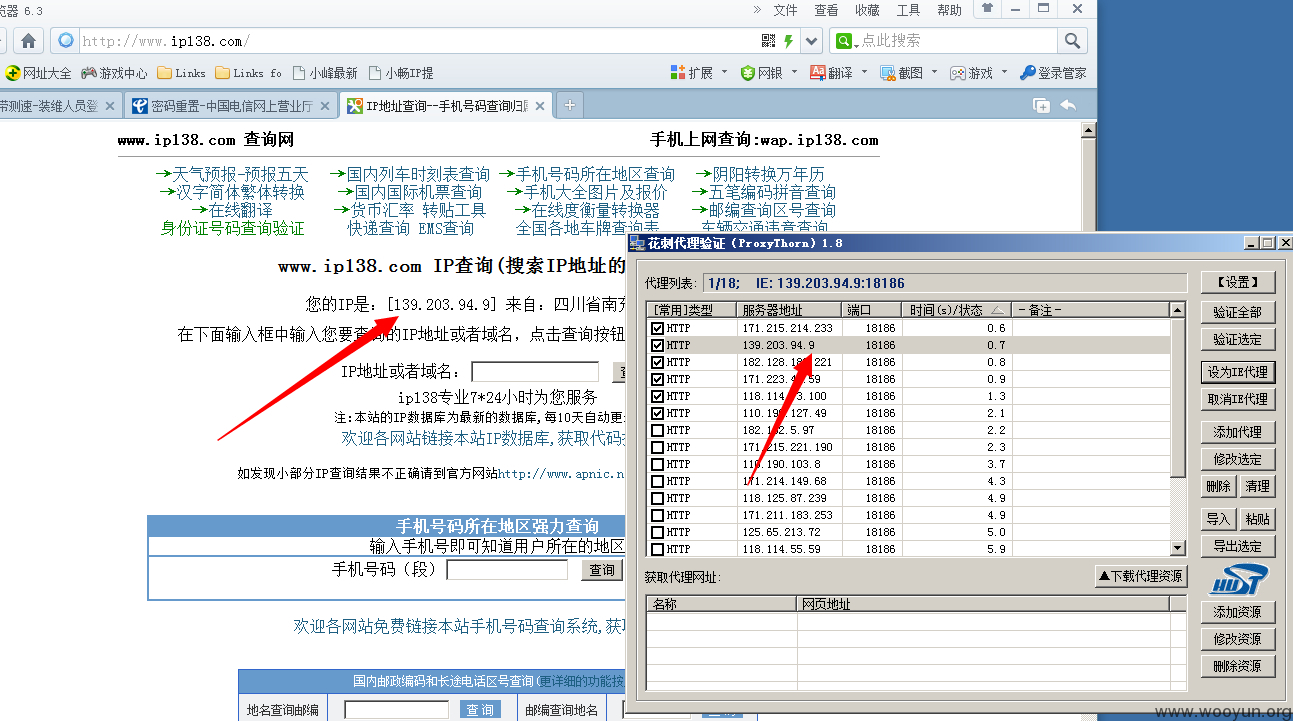 览器 6.3
» 文件 查看 收藏 工具 帮助
http://www.ip138.com/
点此搜索
网址大全 游戏中心 Links Links fo 小峰最新 小畅IP提
扩展 网银 翻译 截图 游戏 登录管家
带测速-装维人员登
密码重置-中国电信网上营业厅
IP地址查询--手机号码查询归属
www.ip138.com 查询网
手机上网查询:wap.ip138.com
→天气预报-预报五天 →国内列车时刻表查询 →手机号码所在地区查询 →阴阳转换万年历
→汉字简体繁体转换 →国内国际机票查询 →手机大全图片及报价 →五笔编码拼音查询
→在线翻译 →货币汇率 转贴工具 →在线度衡量转换器 →邮编查询区号查询
身份证号码查询验证 快递查询 EMS查询 全国各地车牌查询表 车辆交通违章查询
www.ip138.com IP查询(搜索IP地址的
您的IP是：[139.203.94.9] 来自：四川省南充
在下面输入框中输入您要查询的IP地址或者域名，点击查询按钮
IP地址或者域名：
ip138专业7*24小时为您服务
注:本站的IP数据库为最新的数据库,每10天自动更
欢迎各网站链接本站IP数据库,获取代码
如发现小部分IP查询结果不正确请到官方网站http://www.apnic.n
手机号码所在地区强力查询
输入手机号即可知道用户所在的地区
手机号码（段） 查询
欢迎各网站免费链接本站手机号码查询系统,获
国内邮政编码和长途电话区号查询(更详细的功能按
地名查询邮编 查 询 邮编查询地名 查 询
花刺代理验证（ProxyThorn）1.8
代理列表: 1/18; IE: 139.203.94.9:18186
[常用]类型 服务器地址 端口 时间(s)/状态 －备注－
HTTP 171.215.214.233 18186 0.6
HTTP 139.203.94.9 18186 0.7
HTTP 182.128.18 221 18186 0.8
HTTP 171.223.4 59 18186 0.9
HTTP 118.114. 3.100 18186 1.3
HTTP 110.19 .127.49 18186 2.1
HTTP 182.1 2.5.97 18186 2.2
HTTP 171.215.221.190 18186 2.3
HTTP 110.190.103.8 18186 3.7
HTTP 171.214.149.68 18186 4.3
HTTP 118.125.87.239 18186 4.9
HTTP 171.211.183.253 18186 4.9
HTTP 125.65.213.72 18186 5.0
HTTP 118.114.55.59 18186 5.9
获取代理网址:
▲下载代理资源
名称 网页地址
【设置】
验证全部
验证选定
设为IE代理
取消IE代理
添加代理
修改选定
删除 清理
导入 粘贴
导出选定
HDST
添加资源
修改资源
删除资源
www.wooyun.org